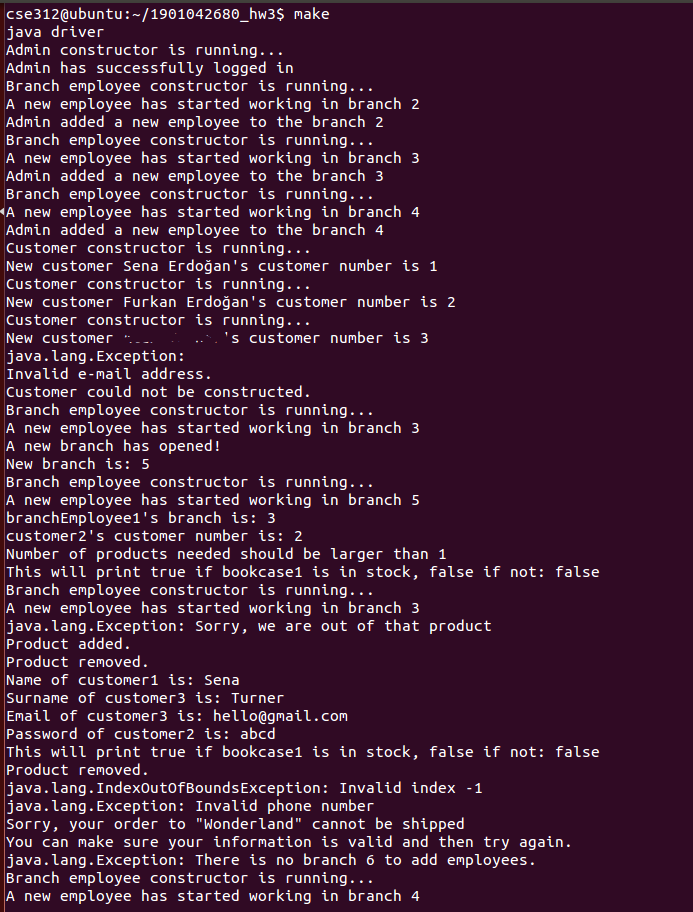 cse312@ubuntu:~/1901042680_hw3$ make
java driver
Admin constructor is running...
Admin has successfully logged in
Branch employee constructor is running...
A new employee has started working in branch 2
Admin added a new employee to the branch 2
Branch employee constructor is running...
A new employee has started working in branch 3
Admin added a new employee to the branch 3
Branch employee constructor is running...
A new employee has started working in branch 4
Admin added a new employee to the branch 4
Customer constructor is running...
New customer Sena Erdoğan's customer number is 1
Customer constructor is running...
New customer Furkan Erdoğan's customer number is 2
Customer constructor is running...
New customer 's customer number is 3
java.lang.Exception:
Invalid e-mail address.
Customer could not be constructed.
Branch employee constructor is running...
A new employee has started working in branch 3
A new branch has opened!
New branch is: 5
Branch employee constructor is running...
A new employee has started working in branch 5
branchEmployee1's branch is: 3
customer2's customer number is: 2
Number of products needed should be larger than 1
This will print true if bookcase1 is in stock, false if not: false
Branch employee constructor is running...
A new employee has started working in branch 3
java.lang.Exception: Sorry, we are out of that product
Product added.
Product removed.
Name of customer1 is: Sena
Surname of customer3 is: Turner
Email of customer3 is: hello@gmail.com
Password of customer2 is: abcd
This will print true if bookcase1 is in stock, false if not: false
Product removed.
java.lang.IndexOutOfBoundsException: Invalid index -1
java.lang.Exception: Invalid phone number
Sorry, your order to "Wonderland" cannot be shipped
You can make sure your information is valid and then try again.
java.lang.Exception: There is no branch 6 to add employees.
Branch employee constructor is running...
A new employee has started working in branch 4